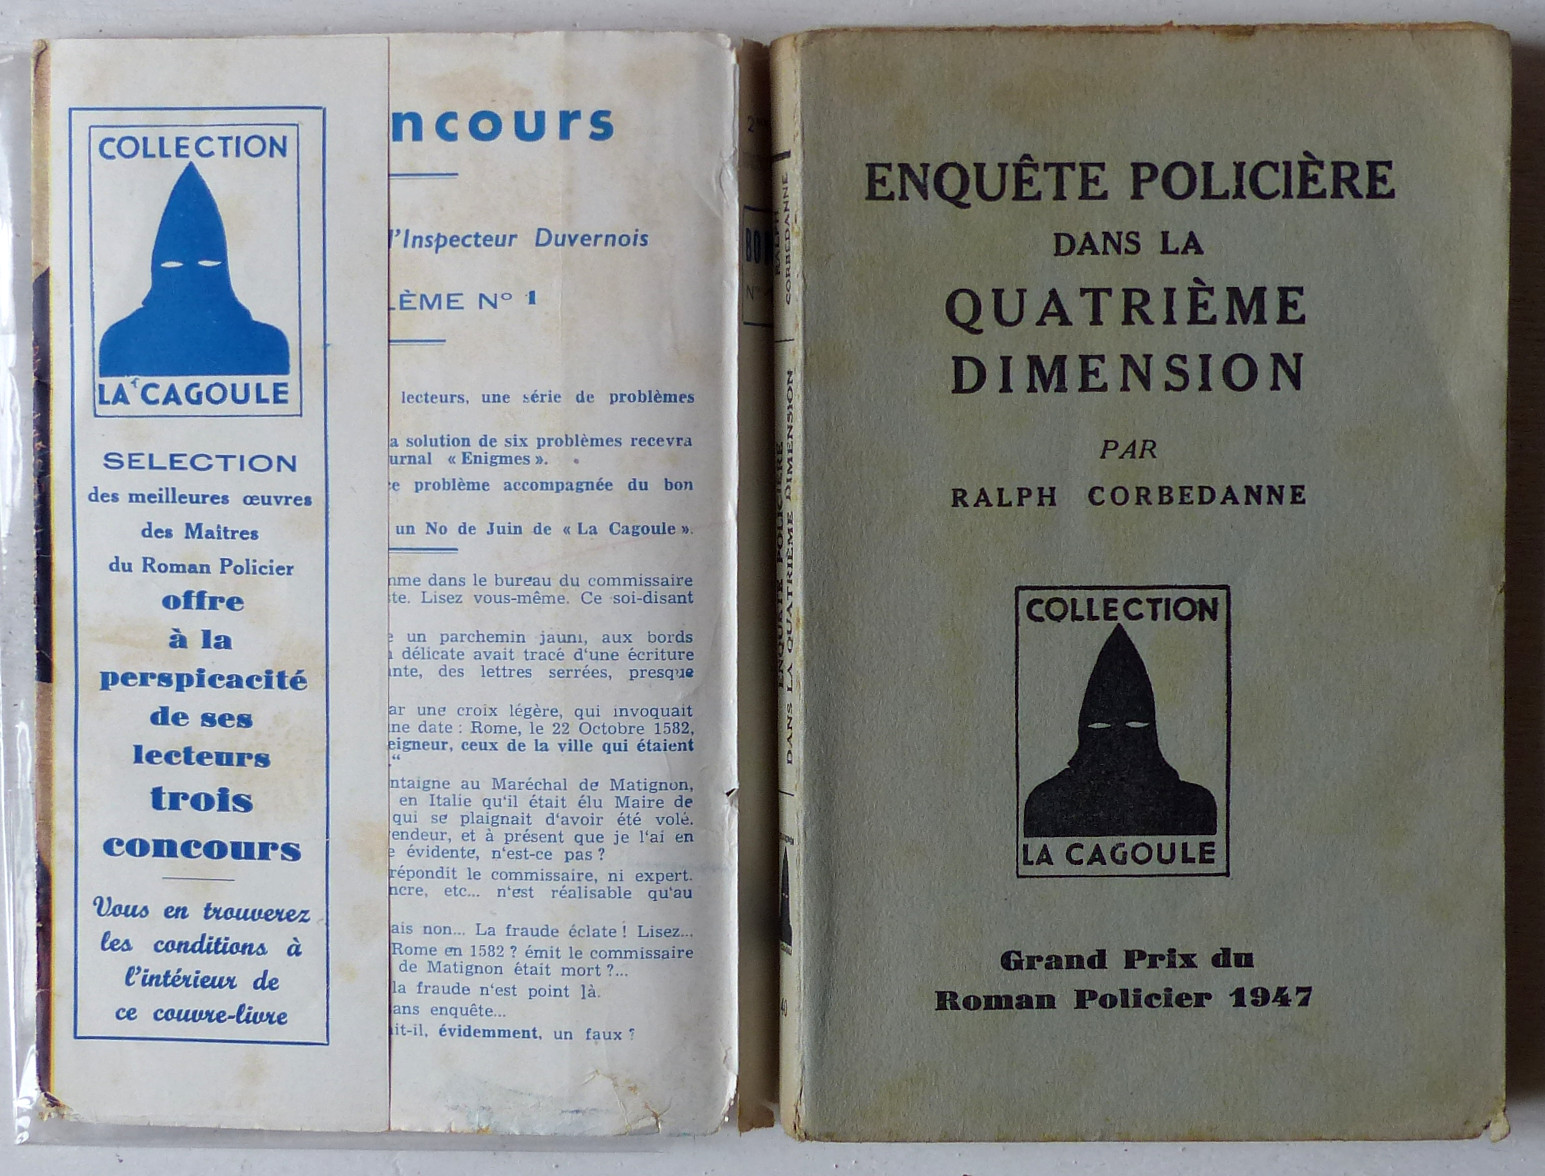 COLLECTION
LA CAGOULE
SELECTION
des meilleures œuvres
des Maîtres
du Roman Policier
offre
à la
perspicacité
de ses
lecteurs
trois
concours
Vous en trouverez
les conditions à
l'intérieur de
ce couvre-livre
ncours
l'Inspecteur Duvernois
LÈME Nº 1
lecteurs, une série de problèmes
a solution de six problèmes recevra
urnal « Enigmes ».
e problème accompagnée du bon
un No de Juin de « La Cagoule ».
mme dans le bureau du commissaire
te. Lisez vous-même. Ce soi-disant
e un parchemin jauni, aux bords
délicate avait tracé d'une écriture
nte, des lettres serrées, presque
ar une croix légère, qui invoquait
ne date : Rome, le 22 Octobre 1582,
eigneur, ceux de la ville qui étaient
“
ntaigne au Maréchal de Matignon,
en Italie qu'il était élu Maire de
qui se plaignait d'avoir été volé.
endeur, et à présent que je l'ai en
e évidente, n'est-ce pas ?
répondit le commissaire, ni expert.
ncre, etc... n'est réalisable qu'au
ais non... La fraude éclate ! Lisez...
Rome en 1582 ? émit le commissaire
de Matignon était mort ?...
la fraude n'est point là.
ans enquête...
it-il, évidemment, un faux ?
RALPH
CORBEDANNE
ENQUÊTE POLICIÈRE
DANS LA QUATRIÈME DIMENSION
40
ENQUÊTE POLICIÈRE
DANS LA
QUATRIÈME
DIMENSION
PAR
RALPH CORBEDANNE
COLLECTION
LA CAGOULE
Grand Prix du
Roman Policier 1947